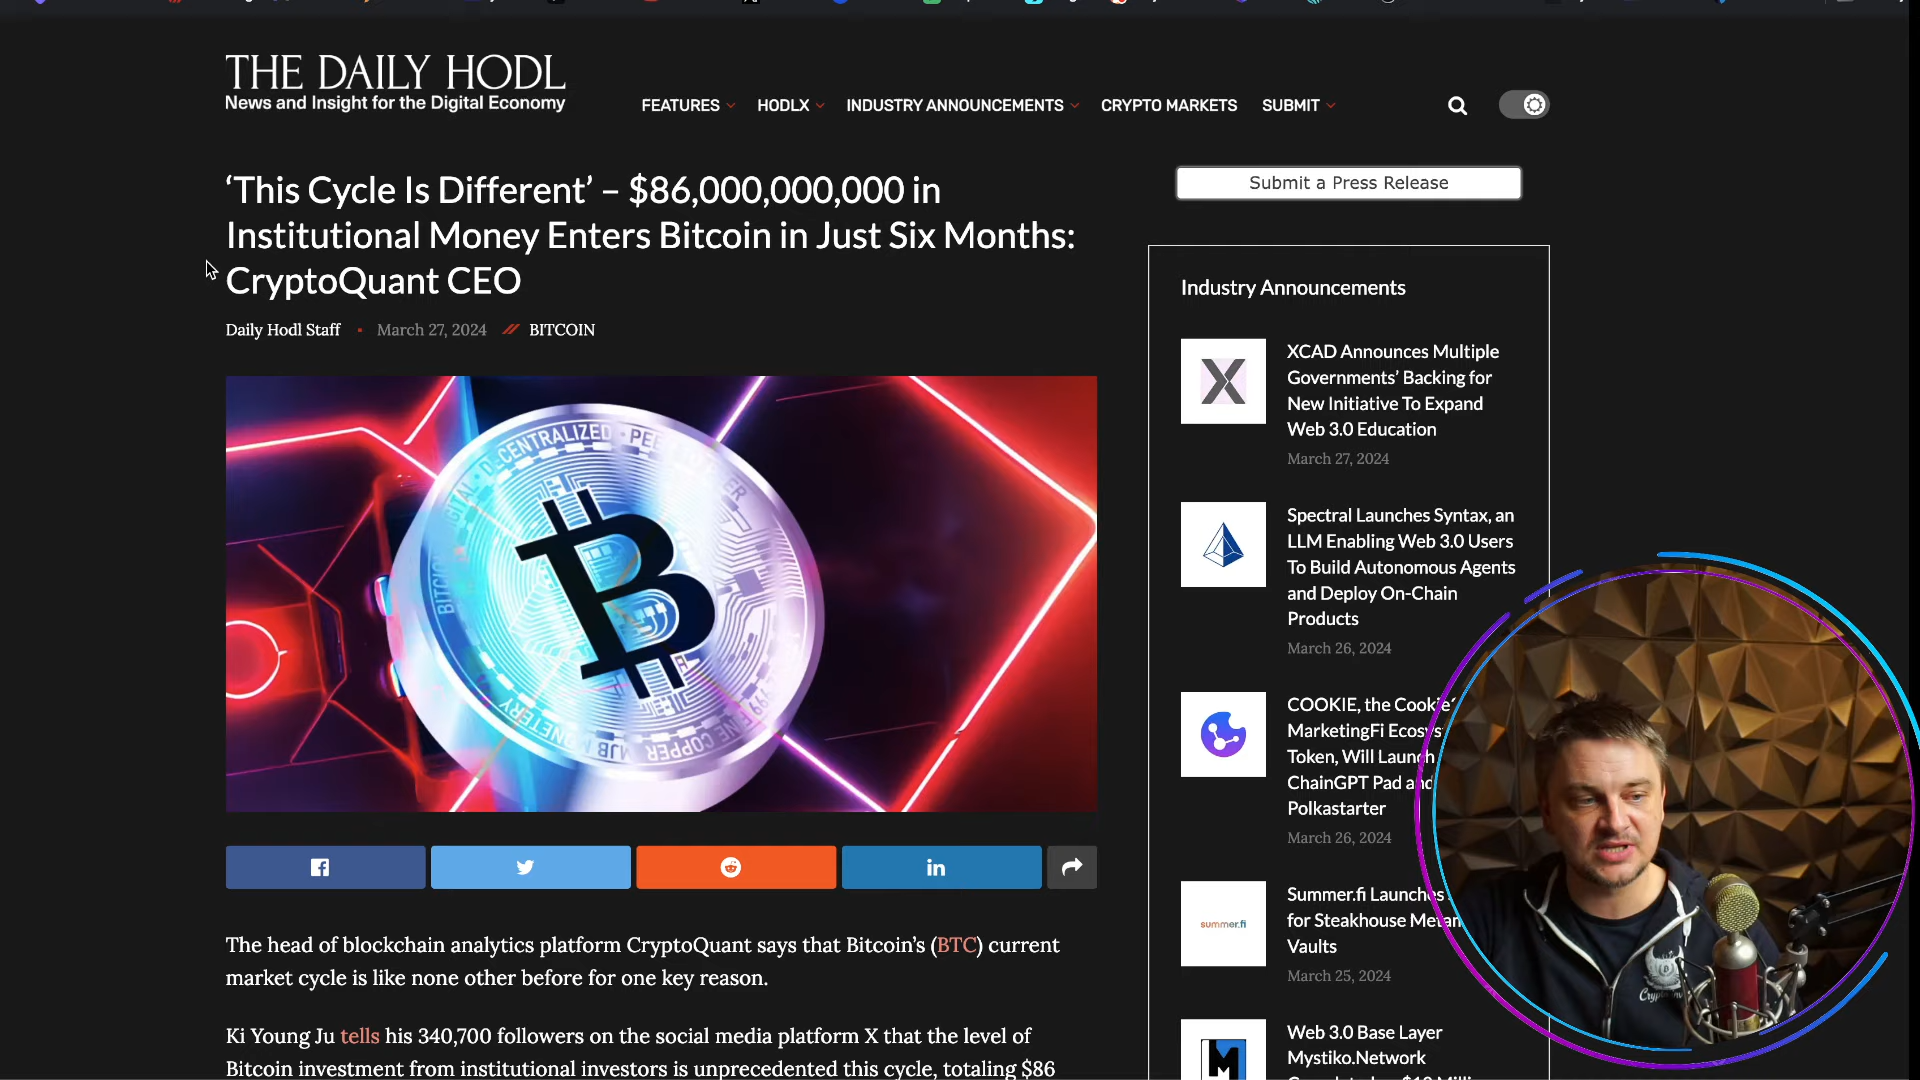 THE DAILY HODL
News and Insight for the Digital Economy
FEATURES
HODLX
INDUSTRY ANNOUNCEMENTS
CRYPTO MARKETS
SUBMIT
‘This Cycle Is Different’ – $86,000,000,000 in
Institutional Money Enters Bitcoin in Just Six Months:
CryptoQuant CEO
Daily Hodl Staff
March 27, 2024
BITCOIN
DECENTRALIZED
The head of blockchain analytics platform CryptoQuant says that Bitcoin’s (BTC) current
market cycle is like none other before for one key reason.
Ki Young Ju tells his 340,700 followers on the social media platform X that the level of
Bitcoin investment from institutional investors is unprecedented this cycle, totaling $86
Submit a Press Release
Industry Announcements
XCAD Announces Multiple
Governments’ Backing for
New Initiative To Expand
Web 3.0 Education
March 27, 2024
Spectral Launches Syntax, an
LLM Enabling Web 3.0 Users
To Build Autonomous Agents
and Deploy On-Chain
Products
March 26, 2024
COOKIE, the Cookie
MarketingFi
Token, Will Launch
ChainGPT Pad and
Polkastarter
March 26, 2024
summer.fi
Summer.fi Launches
for Steakhouse
Vaults
March 25, 2024
Web 3.0 Base Layer
Mystiko.Network